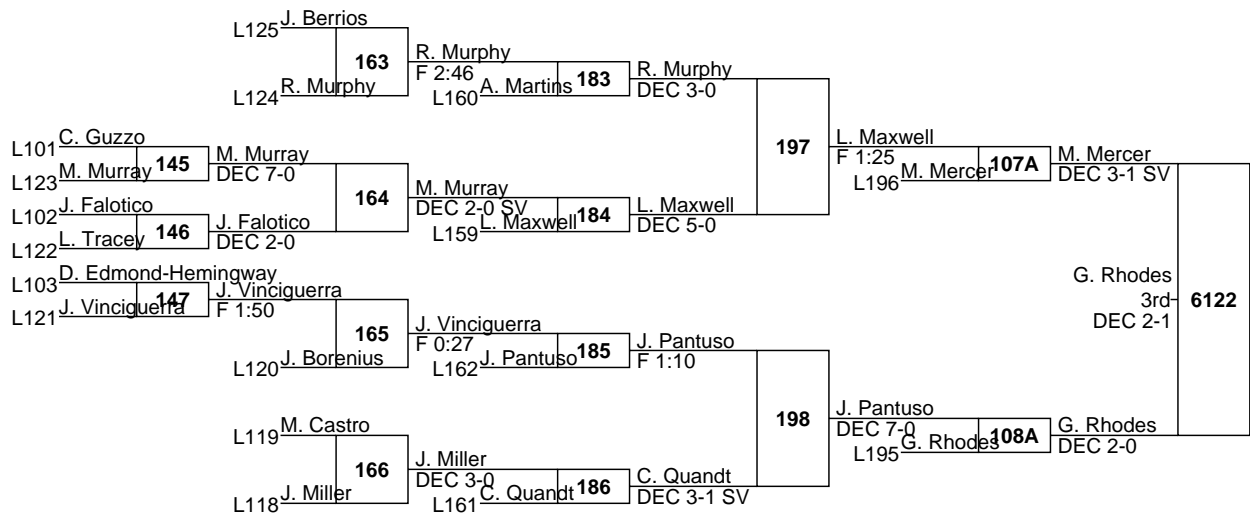 L125 J. Berrios
163
R. Murphy
F 2:46
L124 R. Murphy
L160 A. Martins
183
R. Murphy
DEC 3-0
L101 C. Guzzo
145
L123 M. Murray
M. Murray
DEC 7-0
164
L102 J. Falotico
146
L122 L. Tracey
J. Falotico
DEC 2-0
M. Murray
DEC 2-0 SV
184
L159 L. Maxwell
L. Maxwell
DEC 5-0
197
L. Maxwell
F 1:25
L196 M. Mercer
107A
M. Mercer
DEC 3-1 SV
L103 D. Edmond-Hemingway
147
L121 J. Vinciguerra
J. Vinciguerra
F 1:50
165
L120 J. Borenius
J. Vinciguerra
F 0:27
L162 J. Pantuso
185
J. Pantuso
F 1:10
L119 M. Castro
166
L118 J. Miller
J. Miller
DEC 3-0
L161 C. Quandt
186
C. Quandt
DEC 3-1 SV
198
J. Pantuso
DEC 7-0
L195 G. Rhodes
108A
G. Rhodes
DEC 2-0
G. Rhodes
3rd
DEC 2-1
6122